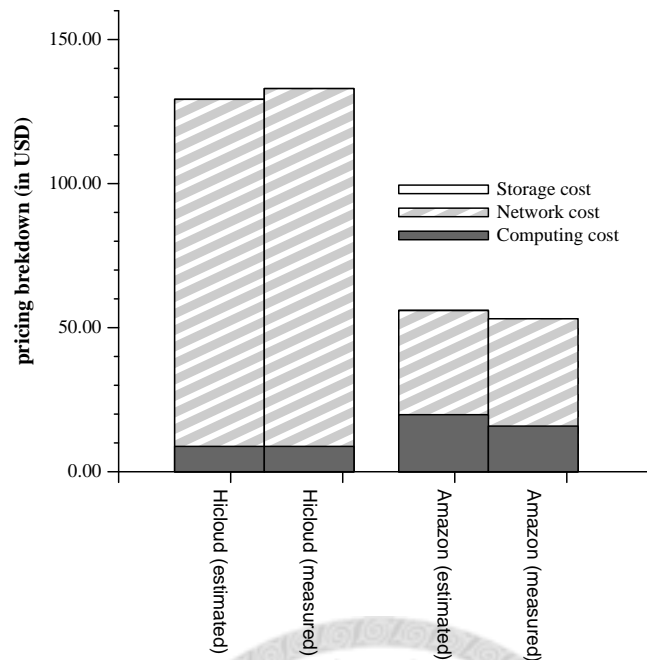 pricing brekdown (in USD)
150.00
100.00
50.00
0.00
Storage cost
Network cost
Computing cost
Hicloud (estimated)
Hicloud (measured)
Amazon (estimated)
Amazon (measured)